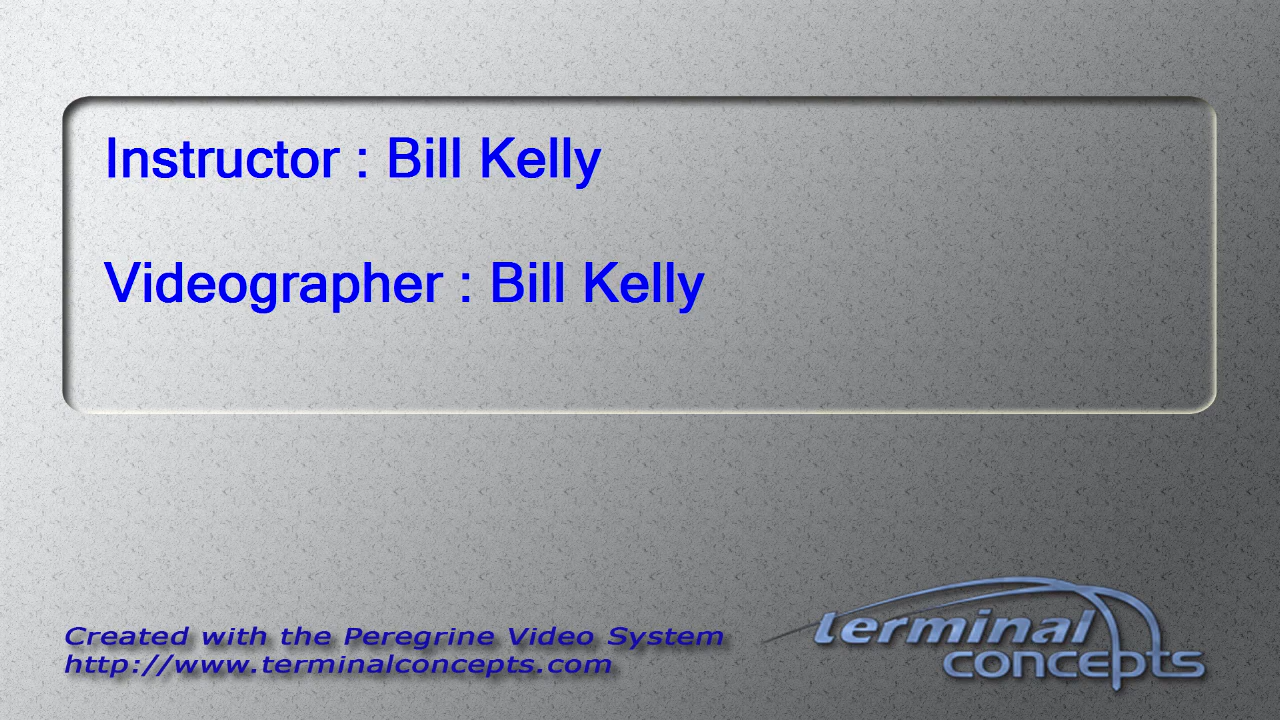 Instructor : Bill Kelly
Videographer : Bill Kelly
Created with the Peregrine Video System
http://www.terminalconcepts.com
terminal
concepts